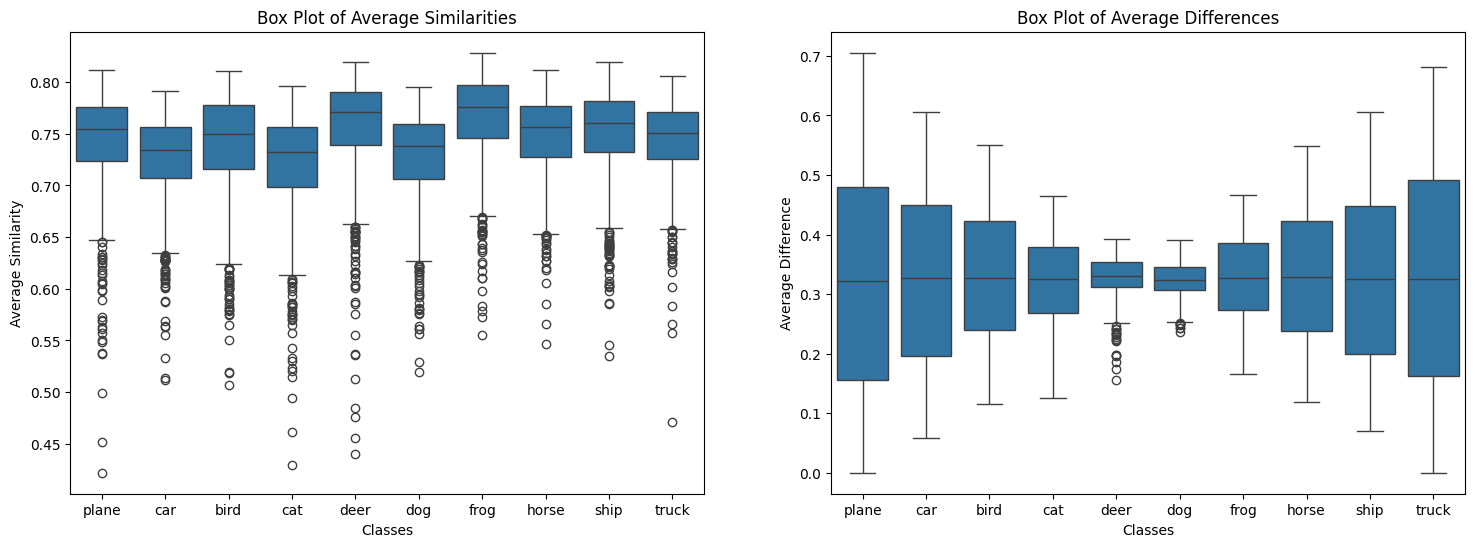 Box Plot of Average Similarities
Average Similarity
0.80
0.75
0.70
0.65
0.60
0.55
0.50
0.45
plane car bird cat deer dog frog horse ship truck
Classes
Box Plot of Average Differences
Average Difference
0.7
0.6
0.5
0.4
0.3
0.2
0.1
0.0
plane car bird cat deer dog frog horse ship truck
Classes